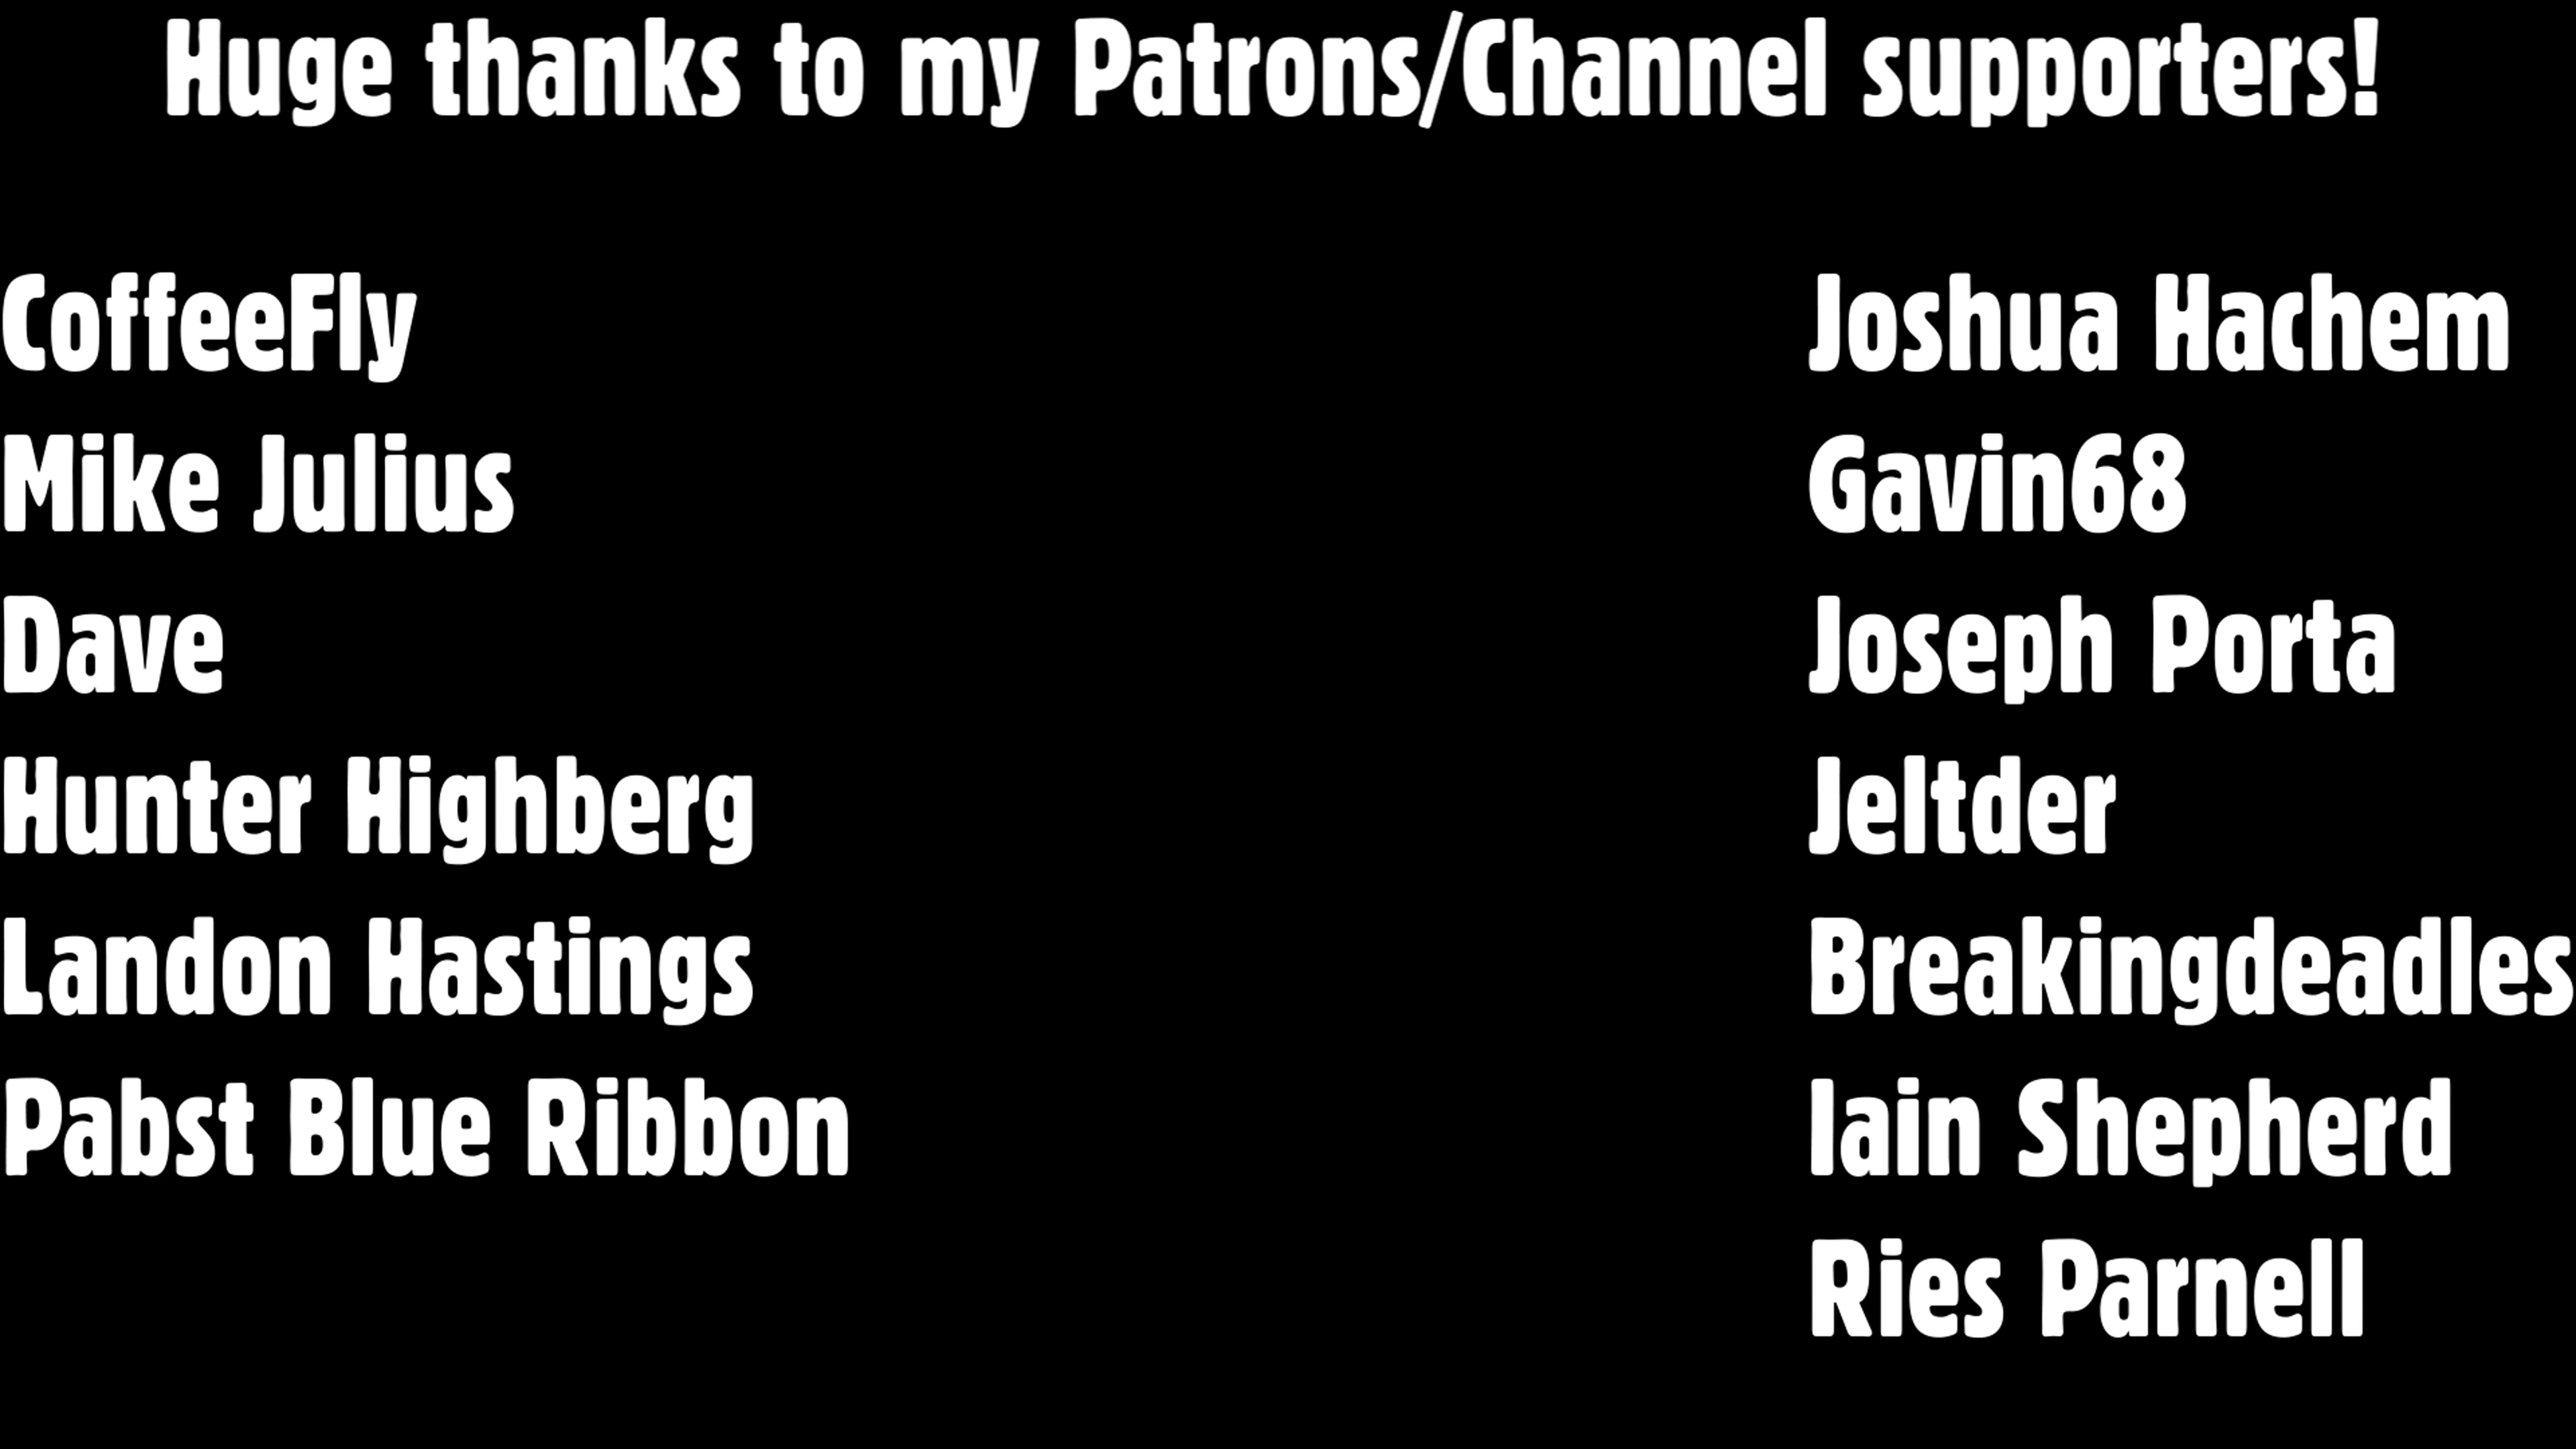 Huge thanks to my Patrons/Channel supporters!
CoffeeFly
Mike Julius
Dave
Hunter Highberg
Landon Hastings
Pabst Blue Ribbon
Joshua Hachem
Gavin68
Joseph Porta
Jeltder
Breakingdeadles
Iain Shepherd
Ries Parnell